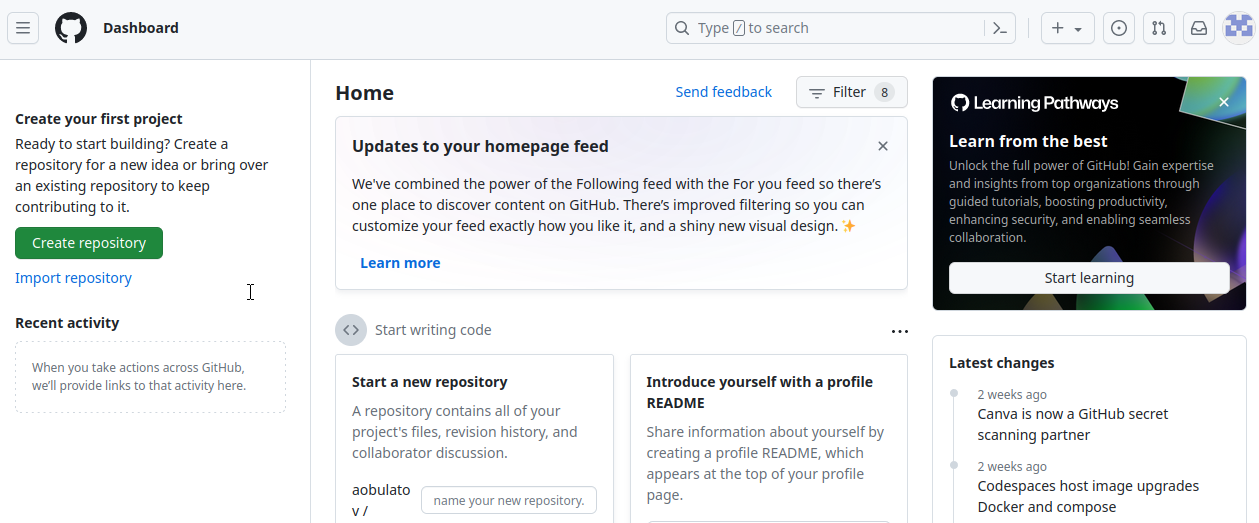 Dashboard
Type / to search
Create your first project
Ready to start building? Create a
repository for a new idea or bring over
an existing repository to keep
contributing to it.
Create repository
Import repository
Recent activity
When you take actions across GitHub,
we'll provide links to that activity here.
Home
Send feedback
Filter 8
Updates to your homepage feed
We've combined the power of the Following feed with the For you feed so there's
one place to discover content on GitHub. There's improved filtering so you can
customize your feed exactly how you like it, and a shiny new visual design. ✨
Learn more
Start writing code
Start a new repository
A repository contains all of your
project's files, revision history, and
collaborator discussion.
aobulato
v /
name your new repository.
Introduce yourself with a profile
README
Share information about yourself by
creating a profile README, which
appears at the top of your profile
page.
Learning Pathways
Learn from the best
Unlock the full power of GitHub! Gain expertise
and insights from top organizations through
guided tutorials, boosting productivity,
enhancing security, and enabling seamless
collaboration.
Start learning
Latest changes
2 weeks ago
Canva is now a GitHub secret
scanning partner
2 weeks ago
Codespaces host image upgrades
Docker and compose